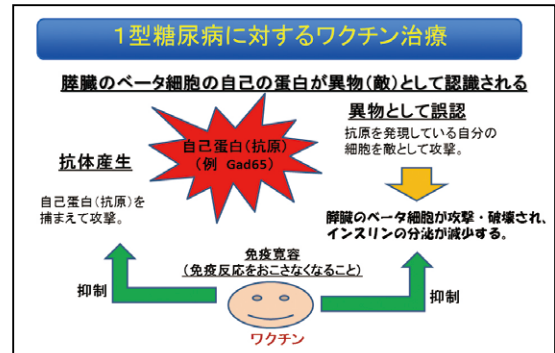 1型糖尿病に対するワクチン治療
膵臓のベータ細胞の自己の蛋白が異物(敵)として認識される
異物として誤認
抗原を発現している自分の
細胞を敵として攻撃。
自己蛋白(抗原)
(例 Gad65)
抗体産生
自己蛋白(抗原)を
捕まえて攻撃。
膵臓のベータ細胞が攻撃・破壊され、
インスリンの分泌が減少する。
免疫寛容
(免疫反応をおこさなくなること)
抑制
抑制
ワクチン